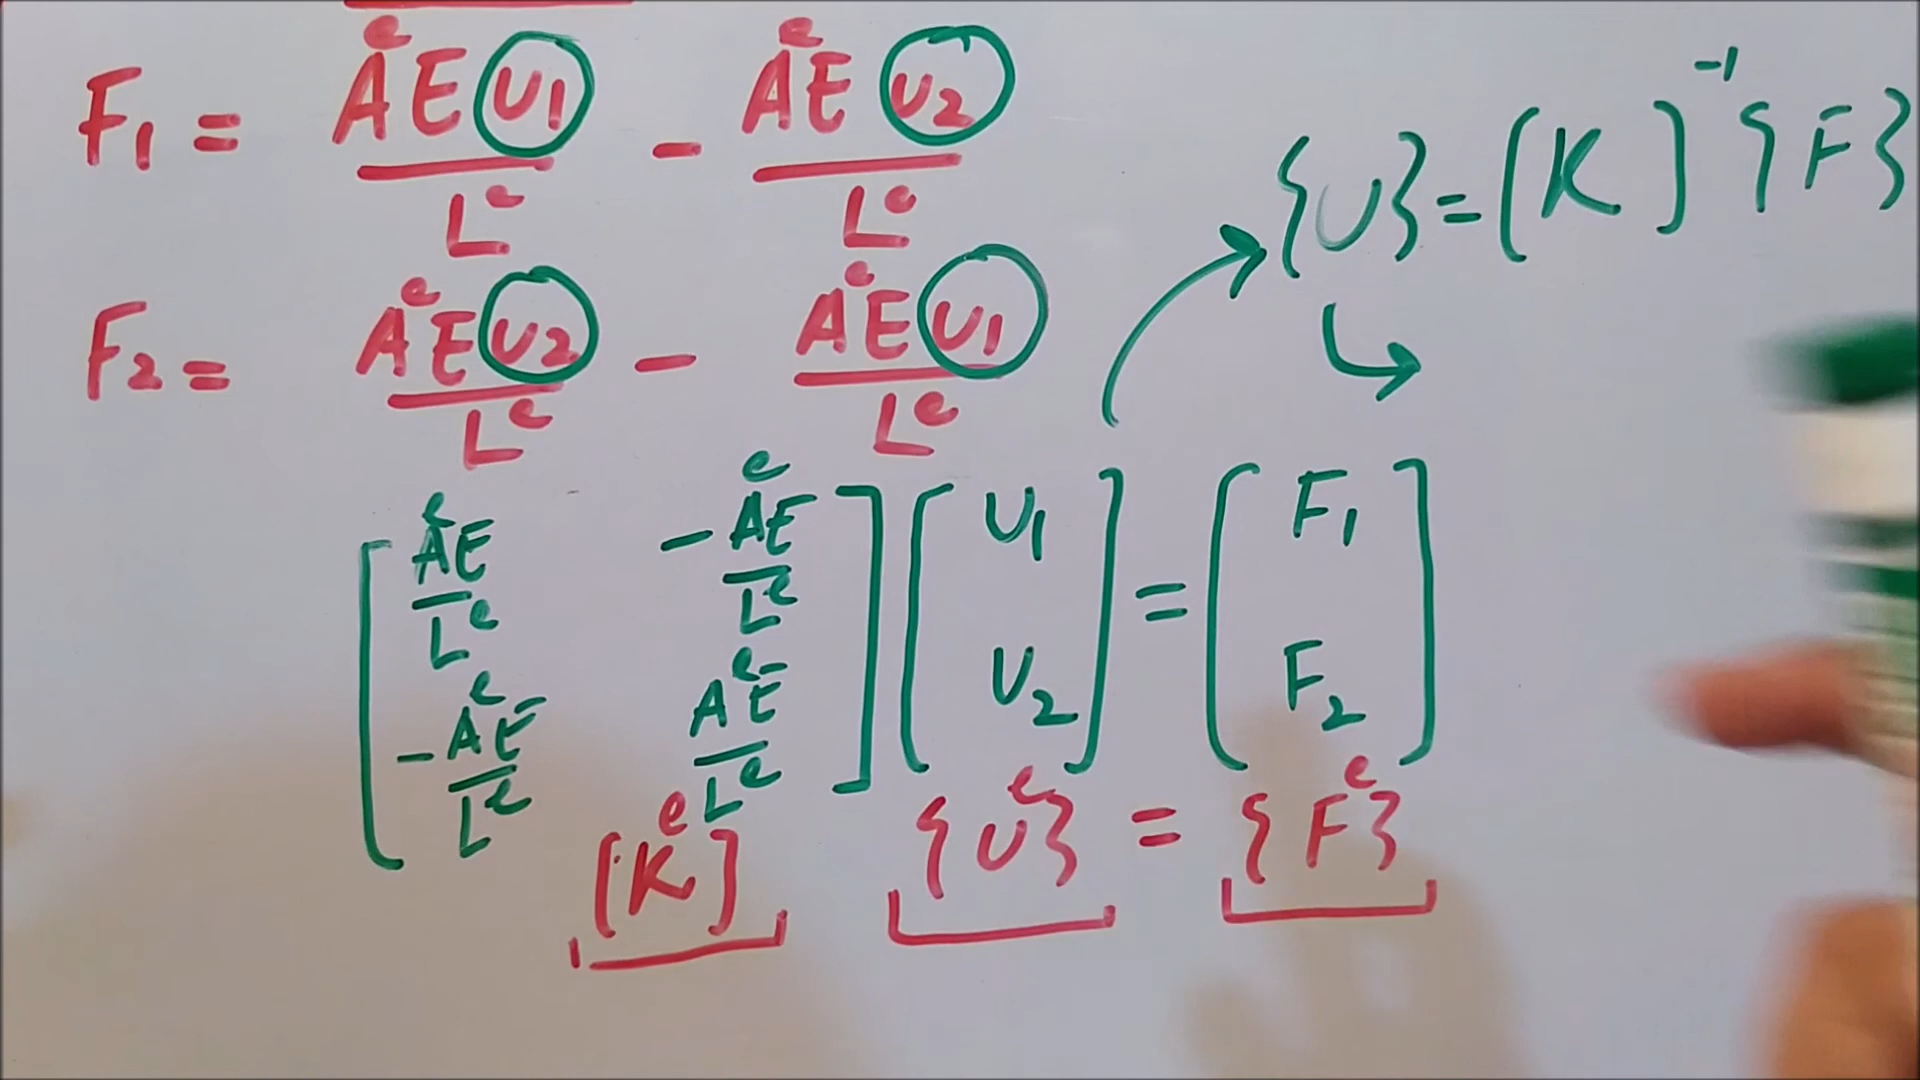 F₁ = AᵉE U₁ / Lᵉ - AᵉE U₂ / Lᵉ
{U} = [K]⁻¹ {F}
F₂ = AᵉE U₂ / Lᵉ - AᵉE U₁ / Lᵉ
[ AᵉE / Lᵉ   - AᵉE / Lᵉ ] [ U₁ ] = [ F₁ ]
[ - AᵉE / Lᵉ   AᵉE / Lᵉ ] [ U₂ ] [ F₂ ]
[Kᵉ] {Uᵉ} = {Fᵉ}